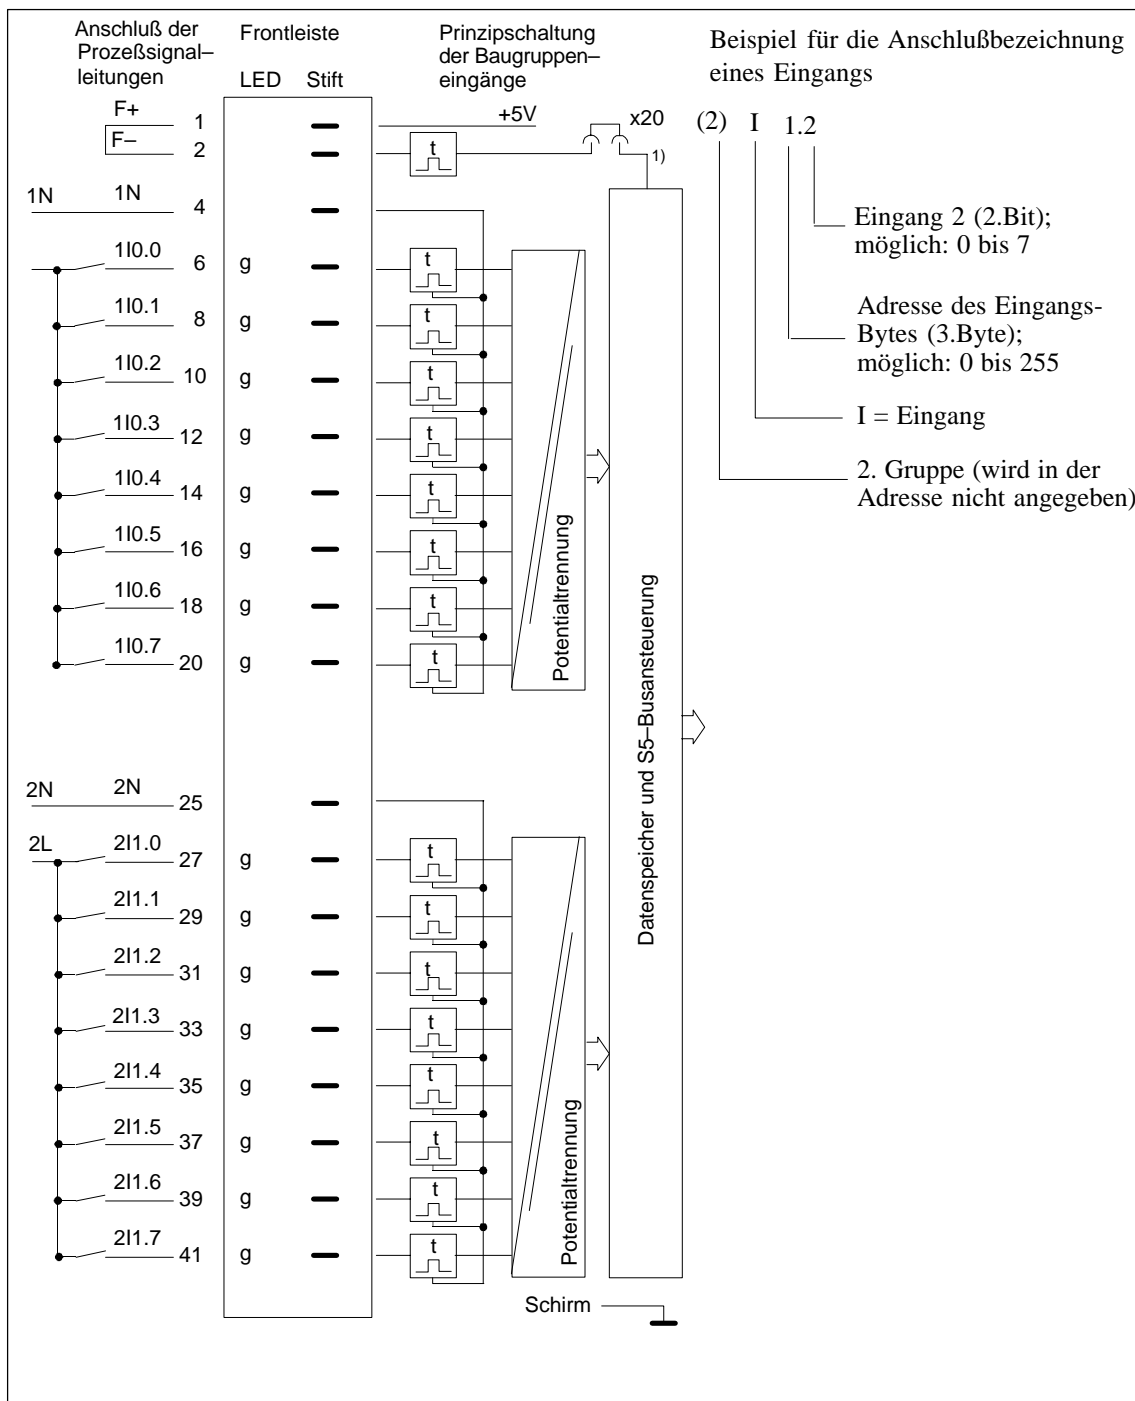 Anschluß der
Prozeßsignal–
leitungen
Frontleiste
LED Stift
Prinzipschaltung
der Baugruppen–
eingänge
Beispiel für die Anschlußbezeichnung
eines Eingangs
F+ 1 +5V x20 (2) I 1.2
F– 2 t 1)
1N 1N 4
1I0.0 6 g t
1I0.1 8 g t
1I0.2 10 g t
1I0.3 12 g t
1I0.4 14 g t
1I0.5 16 g t
1I0.6 18 g t
1I0.7 20 g t
Potentialtrennung
Datenspeicher und S5–Busansteuerung
Eingang 2 (2.Bit);
möglich: 0 bis 7
Adresse des Eingangs-
Bytes (3.Byte);
möglich: 0 bis 255
I = Eingang
2. Gruppe (wird in der
Adresse nicht angegeben)
2N 2N 25
2L 2I1.0 27 g t
2I1.1 29 g t
2I1.2 31 g t
2I1.3 33 g t
2I1.4 35 g t
2I1.5 37 g t
2I1.6 39 g t
2I1.7 41 g t
Potentialtrennung
Schirm